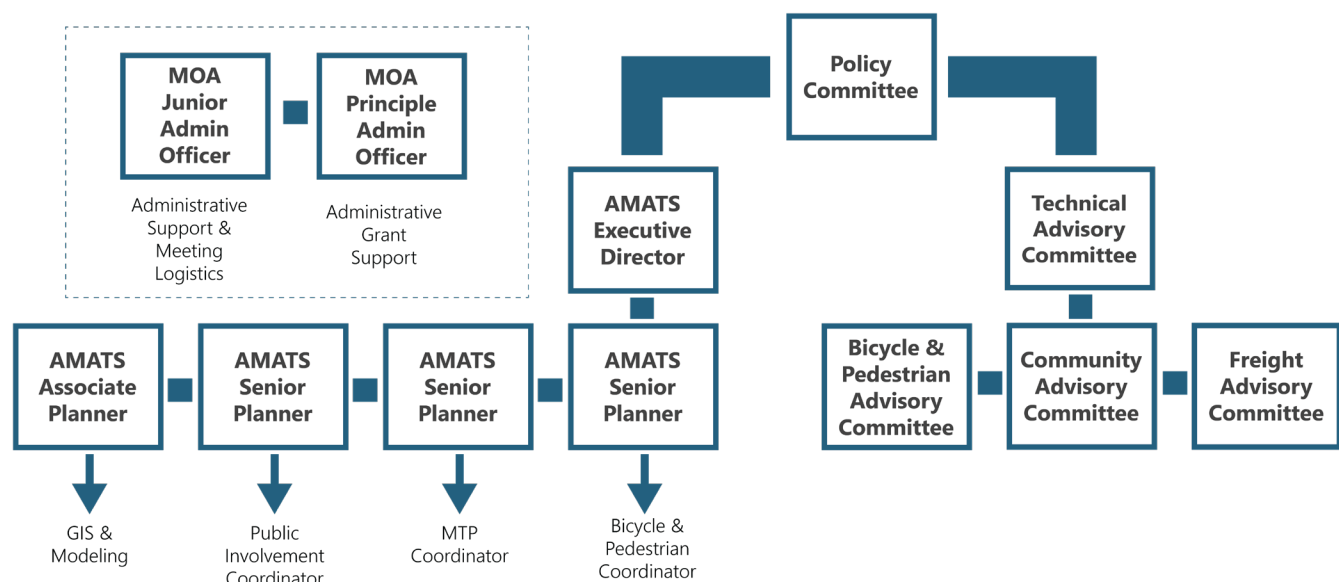 MOA
Junior
Admin
Officer
MOA
Principle
Admin
Officer
Administrative
Support &
Meeting
Logistics
Administrative
Grant
Support
Policy
Committee
AMATS
Executive
Director
Technical
Advisory
Committee
AMATS
Associate
Planner
AMATS
Senior
Planner
AMATS
Senior
Planner
AMATS
Senior
Planner
Bicycle &
Pedestrian
Advisory
Committee
Community
Advisory
Committee
Freight
Advisory
Committee
GIS &
Modeling
Public
Involvement
Coordinator
MTP
Coordinator
Bicycle &
Pedestrian
Coordinator